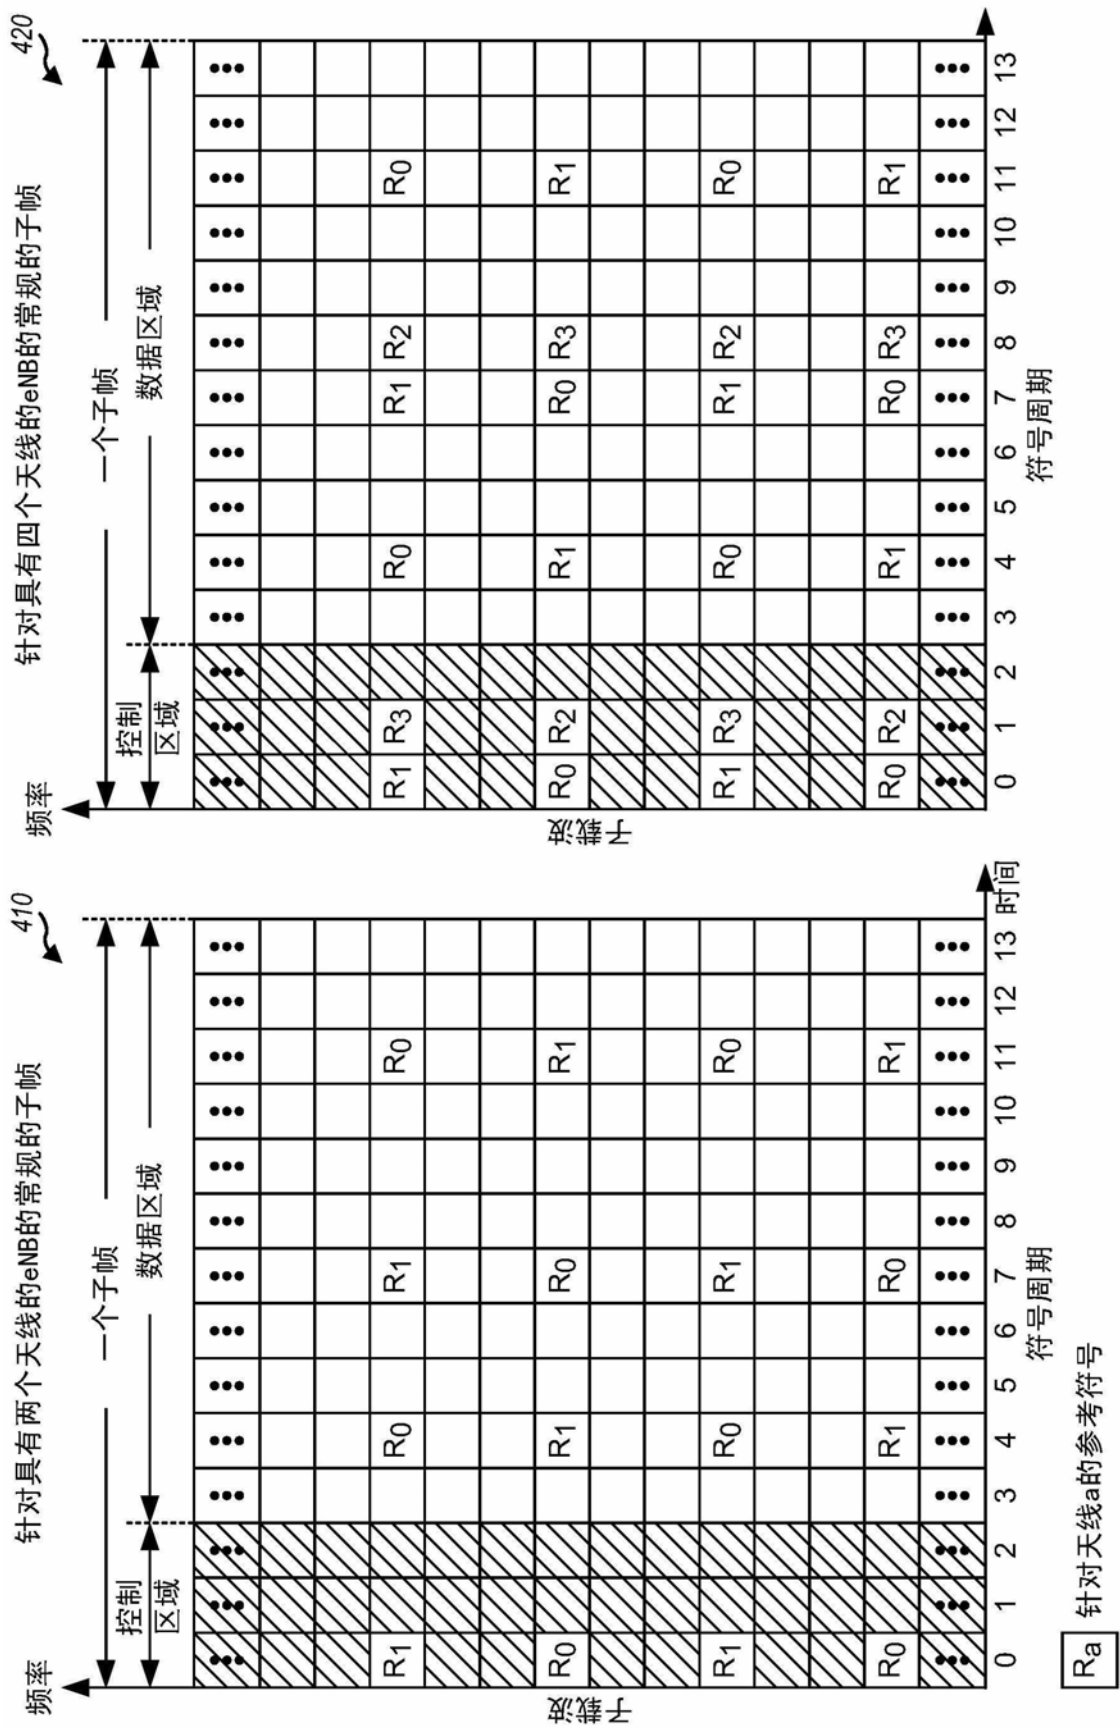 针对具有两个天线的eNB的常规的子帧
410
频率
一个子帧
控制
区域
数据区域
子载波
••• ••• ••• ••• ••• ••• ••• ••• ••• ••• ••• ••• ••• •••
R1 R0 R1 R0
R0 R1 R0 R1
R1 R0 R1 R0
R0 R1 R0 R1
••• ••• ••• ••• ••• ••• ••• ••• ••• ••• ••• ••• ••• •••
0 1 2 3 4 5 6 7 8 9 10 11 12 13
时间
符号周期
针对具有四个天线的eNB的常规的子帧
420
频率
一个子帧
控制
区域
数据区域
子载波
••• ••• ••• ••• ••• ••• ••• ••• ••• ••• ••• ••• ••• •••
R1 R3 R0 R1 R2 R0
R0 R2 R1 R0 R3 R1
R1 R3 R0 R1 R2 R0
R0 R2 R1 R0 R3 R1
••• ••• ••• ••• ••• ••• ••• ••• ••• ••• ••• ••• ••• •••
0 1 2 3 4 5 6 7 8 9 10 11 12 13
符号周期
Ra 针对天线a的参考符号